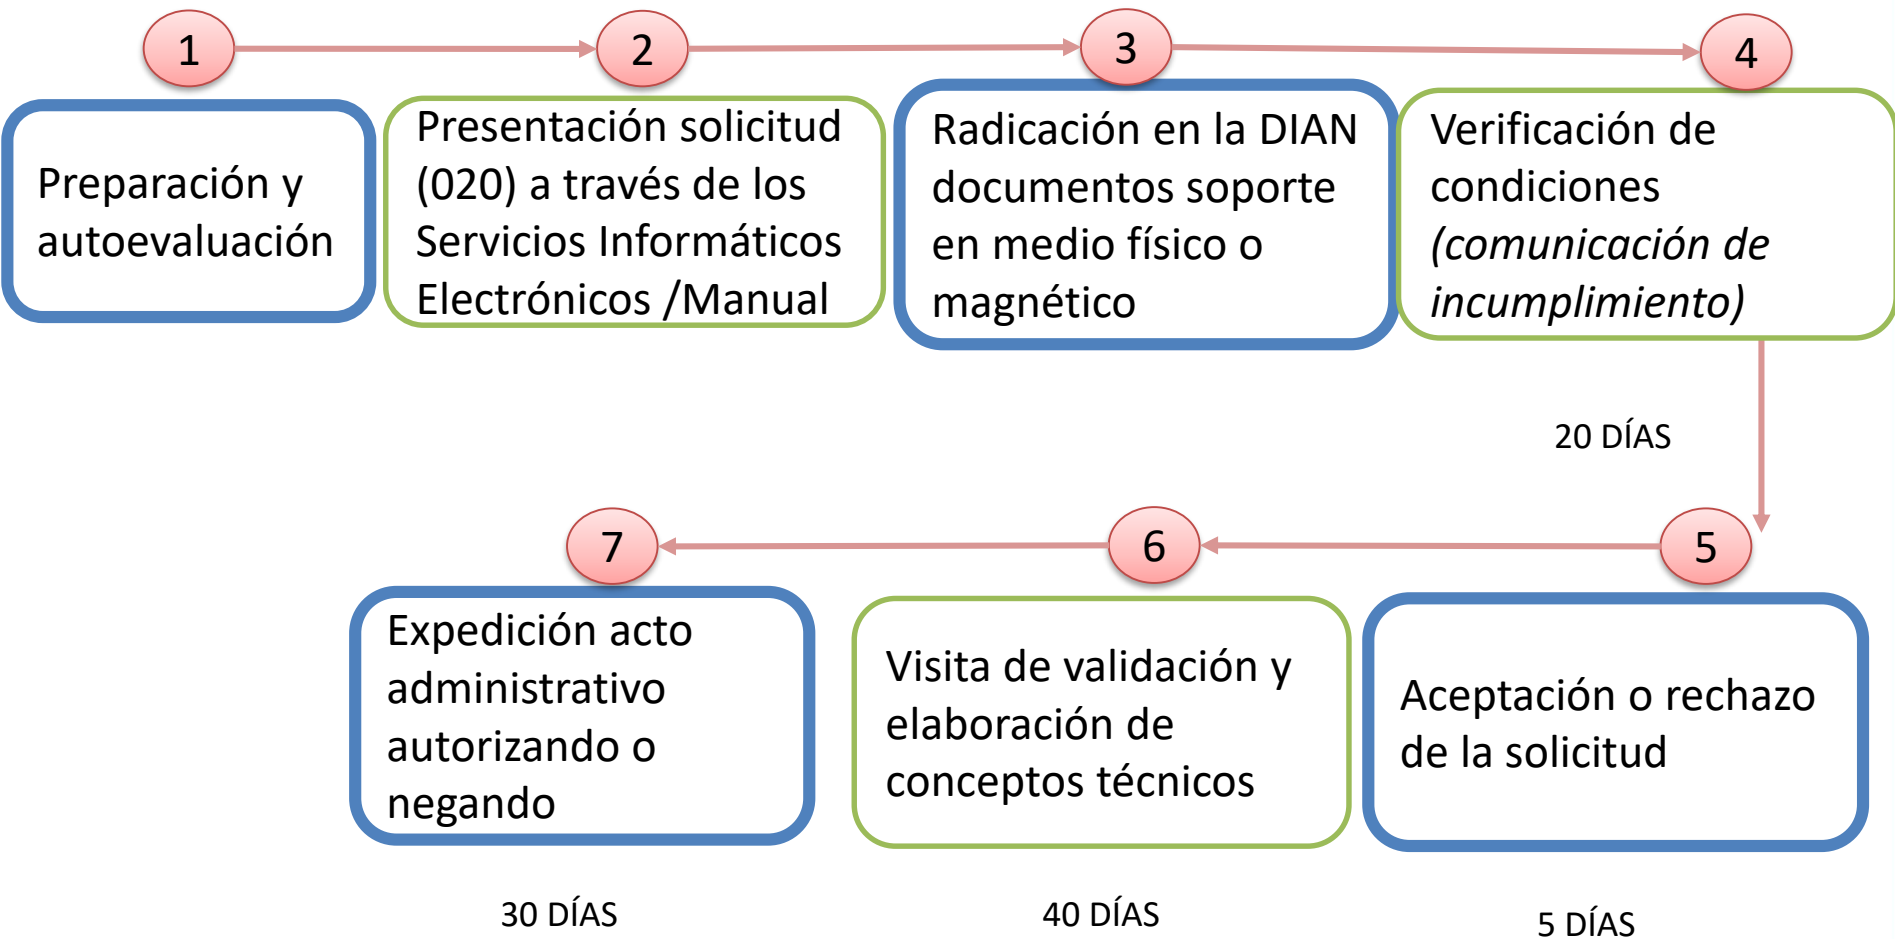 1
2
3
4
Preparación y
autoevaluación
Presentación solicitud
(020) a través de los
Servicios Informáticos
Electrónicos /Manual
Radicación en la DIAN
documentos soporte
en medio físico o
magnético
Verificación de
condiciones
(comunicación de
incumplimiento)
20 DÍAS
7
6
5
Expedición acto
administrativo
autorizando o
negando
Visita de validación y
elaboración de
conceptos técnicos
Aceptación o rechazo
de la solicitud
30 DÍAS
40 DÍAS
5 DÍAS